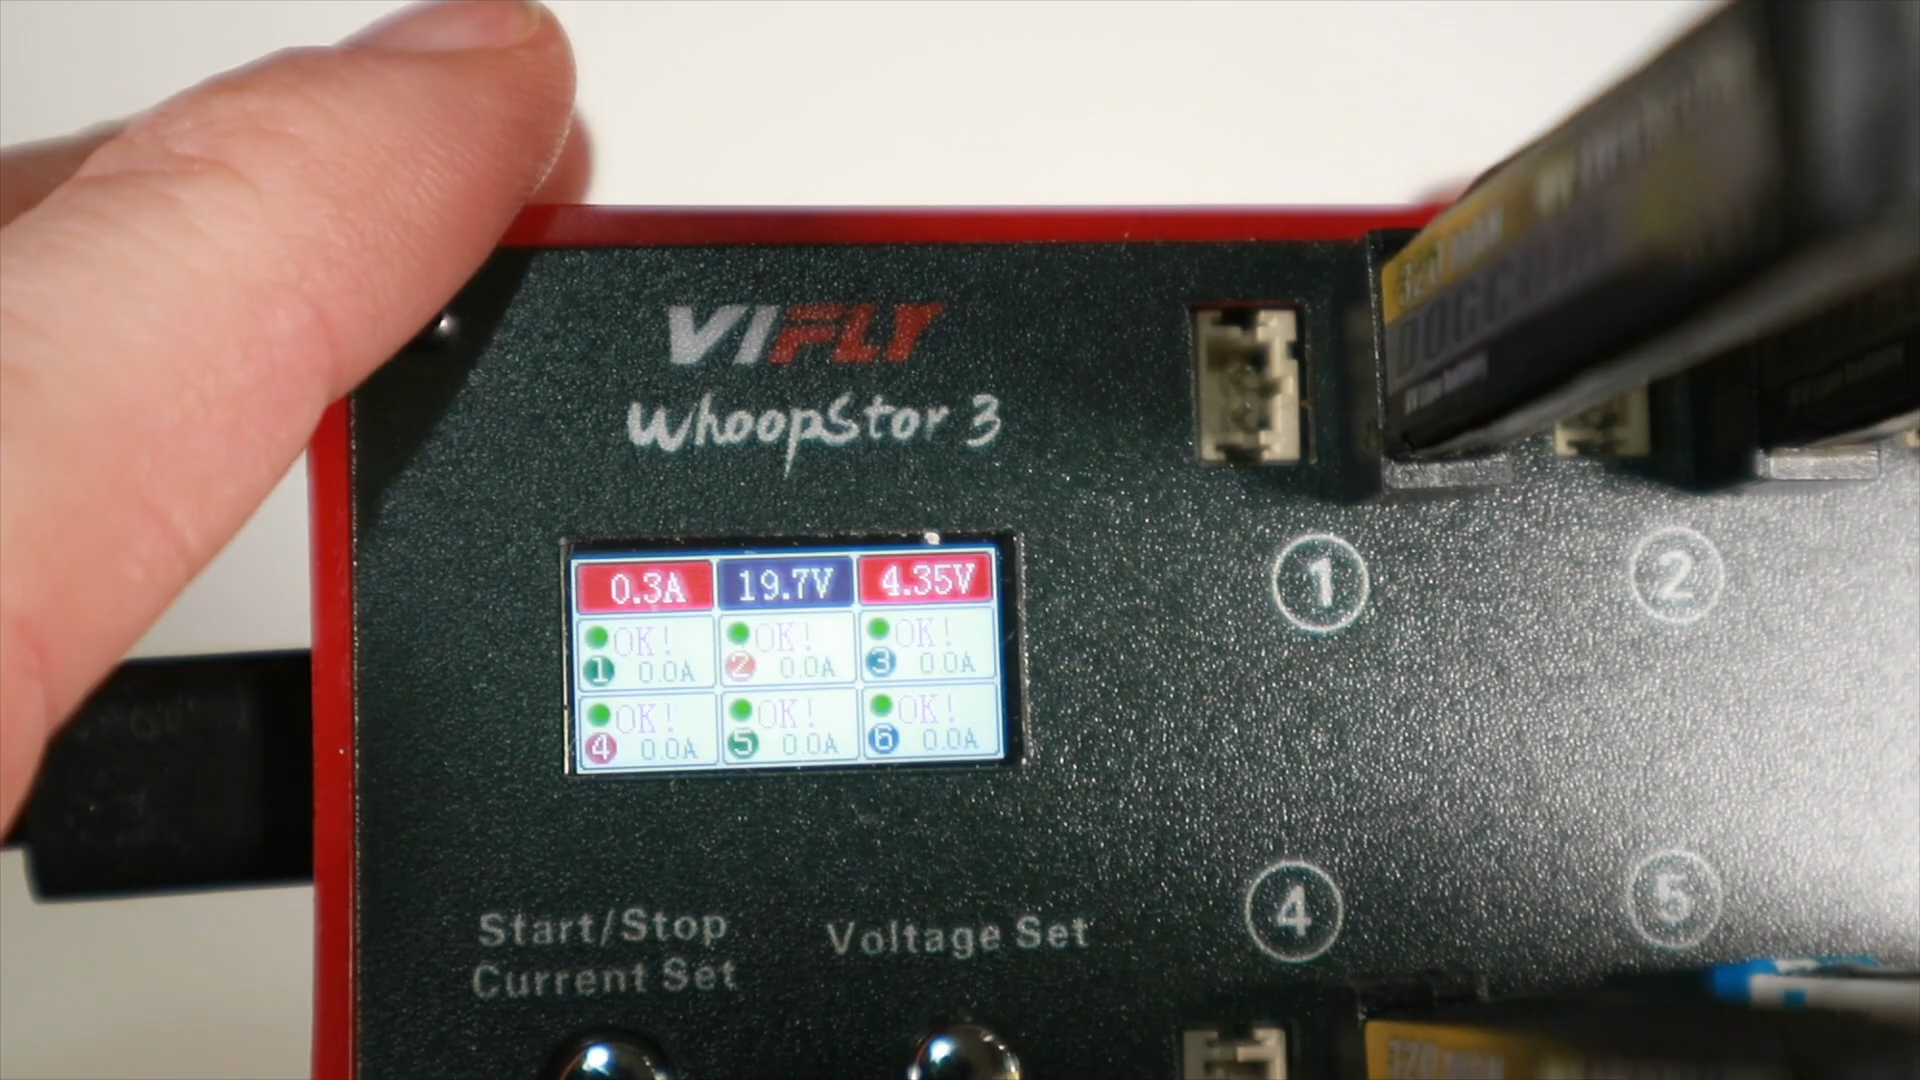 VIFLY
WhoopStor 3
0.3A 19.7V 4.35V
OK! OK! OK!
1 0.0A 2 0.0A 3 0.0A
OK! OK! OK!
4 0.0A 5 0.0A 6 0.0A
1 2
4 5
Start/Stop
Current Set
Voltage Set
320
320